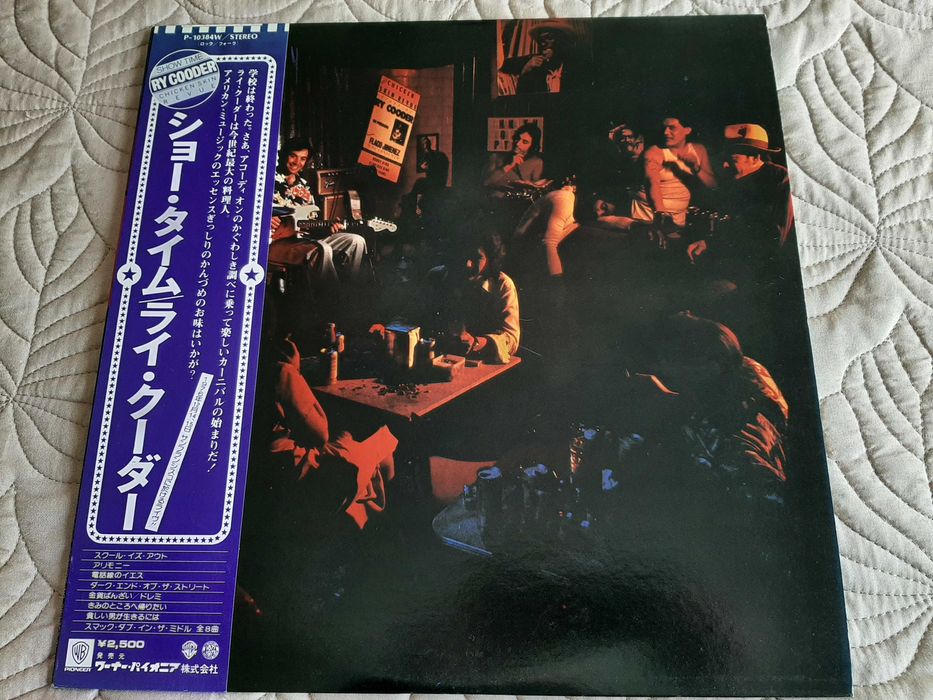 P-10384W/STEREO
(ロック/フォーク)
SHOW TIME
RY COODER
CHICKEN SKIN
REVUE
ショー・タイム/ライ・クーダー
学校は終わった。さあ、アコーディオンのかぐわしき調べに乗って楽しいカーニバルの始まりだ!
ライ・クーダーは今世紀最大の料理人。
アメリカン・ミュージックのエッセンスぎっしりのかんづめのお味はいかが?
スクール・イズ・アウト
アリモニー
電話線のイエス
ダーク・エンド・オブ・ザ・ストリート
金貨ばんざい/ドレミ
きみのところへ帰りたい
貧しい男が生きるには
スマック・ダブ・イン・ザ・ミドル 全8曲
¥2,500
発売元
WB
PIONEER
ワーナー・パイオニア株式会社
CHICKEN
SKIN REVUE
RY COODER
FLACO JIMENEZ